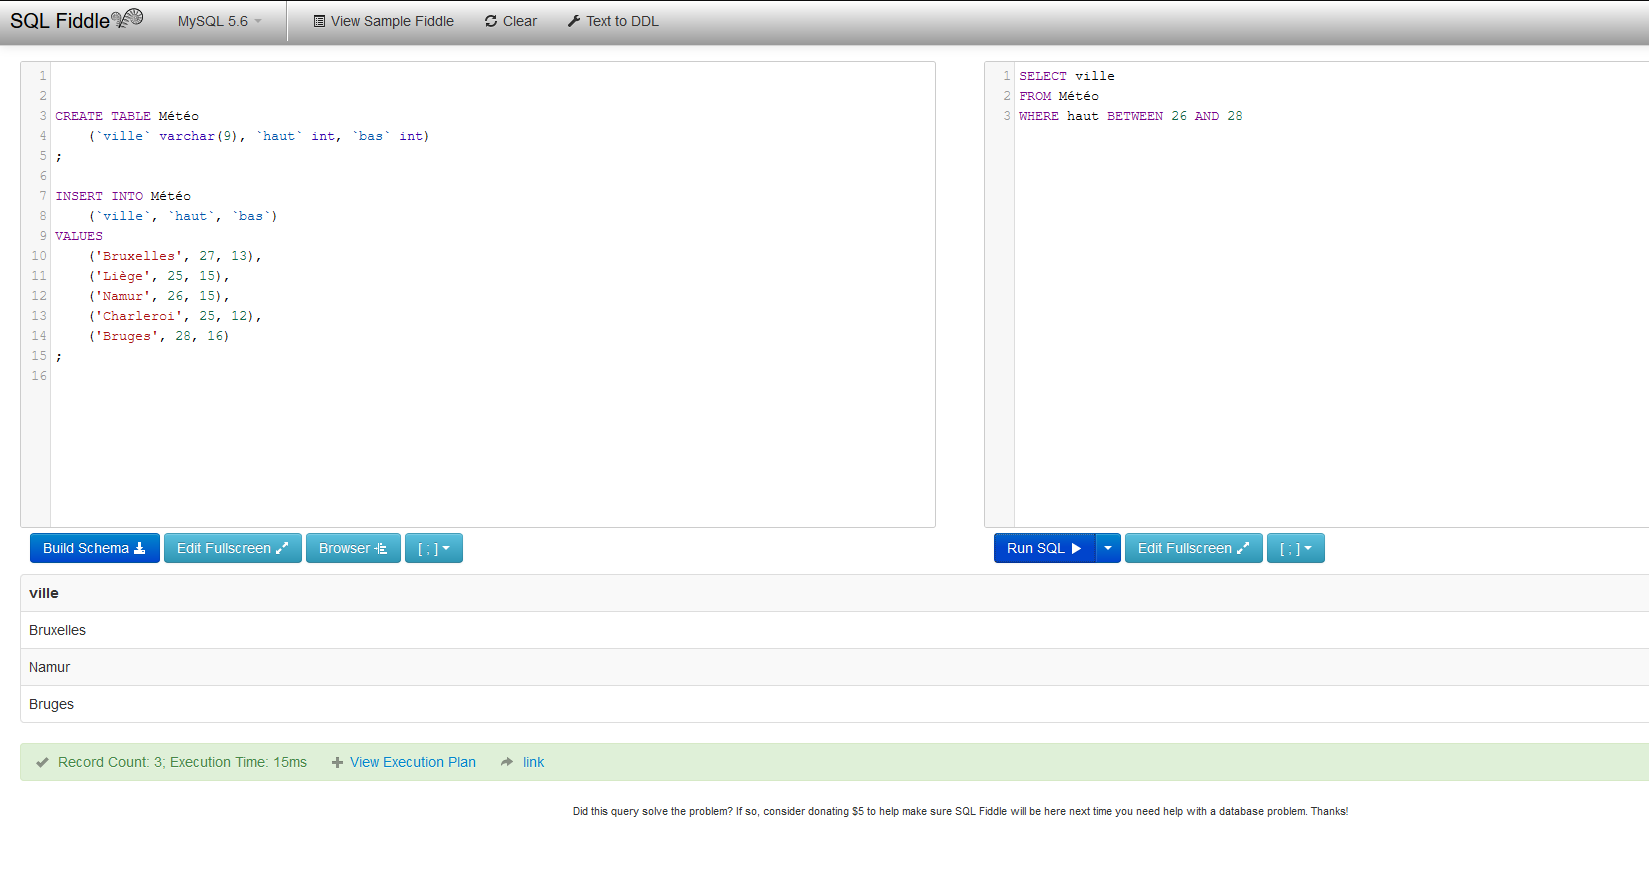 SQL Fiddle MySQL 5.6 View Sample Fiddle Clear Text to DDL
1
2
3 CREATE TABLE Météo
4 (`ville` varchar(9), `haut` int, `bas` int)
5 ;
6
7 INSERT INTO Météo
8 (`ville`, `haut`, `bas`)
9 VALUES
10 ('Bruxelles', 27, 13),
11 ('Liège', 25, 15),
12 ('Namur', 26, 15),
13 ('Charleroi', 25, 12),
14 ('Bruges', 28, 16)
15 ;
16
1 SELECT ville
2 FROM Météo
3 WHERE haut BETWEEN 26 AND 28
Build Schema Edit Fullscreen Browser [ ; ]
Run SQL Edit Fullscreen [ ; ]
ville
Bruxelles
Namur
Bruges
Record Count: 3; Execution Time: 15ms View Execution Plan link
Did this query solve the problem? If so, consider donating $5 to help make sure SQL Fiddle will be here next time you need help with a database problem. Thanks!